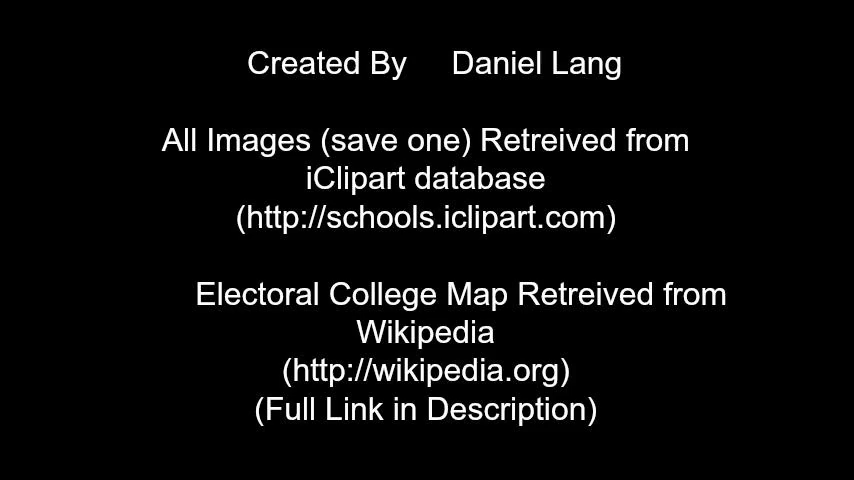 Created By Daniel Lang
All Images (save one) Retreived from
iClipart database
(http://schools.iclipart.com)
Electoral College Map Retreived from
Wikipedia
(http://wikipedia.org)
(Full Link in Description)